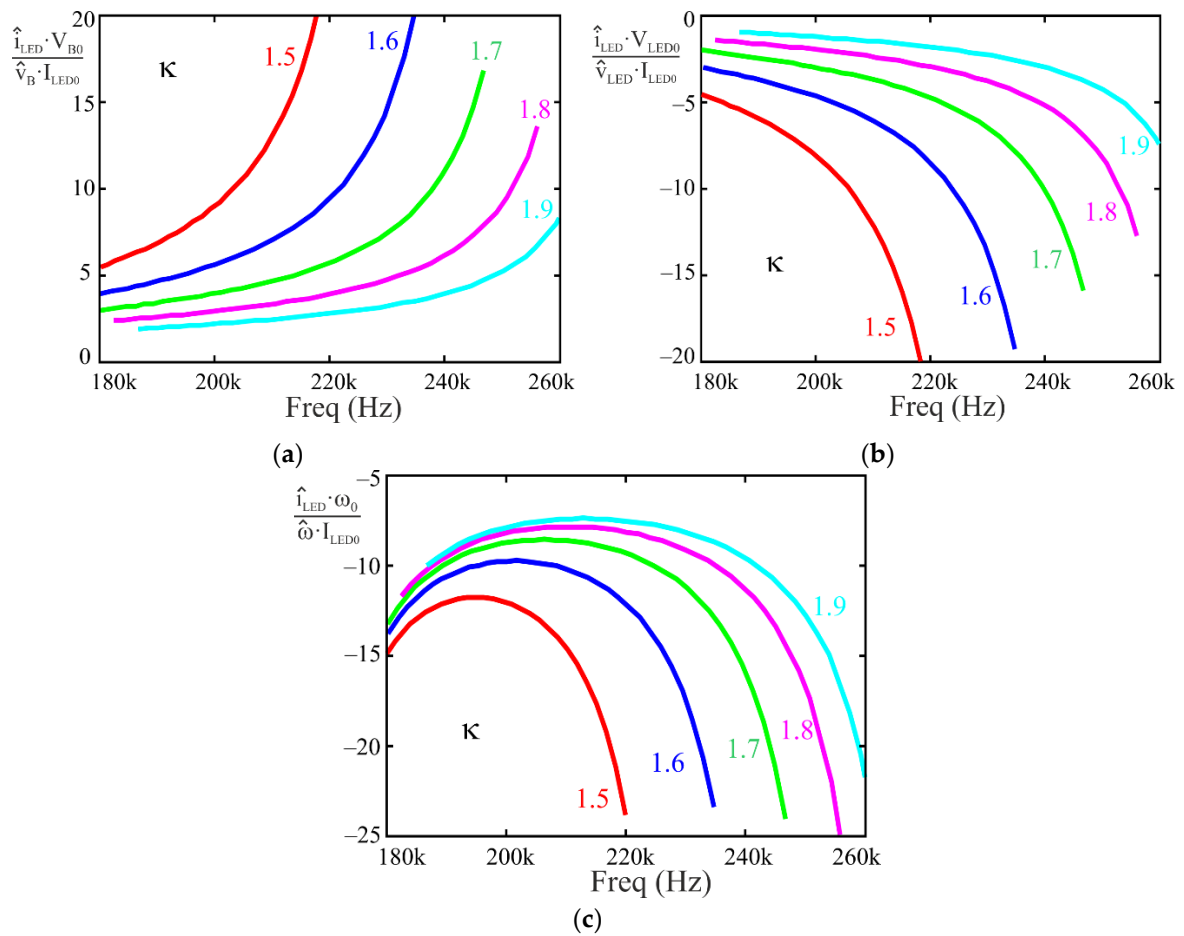 î_LED·V_B0
v̂_B·I_LED0
κ
20
15
10
5
0
1.5
1.6
1.7
1.8
1.9
180k 200k 220k 240k 260k
Freq (Hz)
(a)
î_LED·V_LED0
v̂_LED·I_LED0
κ
0
−5
−10
−15
−20
1.9
1.8
1.7
1.6
1.5
180k 200k 220k 240k 260k
Freq (Hz)
(b)
î_LED·ω_0
ω̂·I_LED0
κ
−5
−10
−15
−20
−25
1.9
1.8
1.7
1.6
1.5
180k 200k 220k 240k 260k
Freq (Hz)
(c)